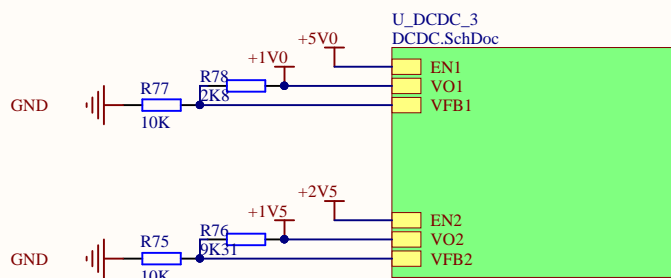 U_DCDC_3
DCDC.SchDoc
+5V0
+1V0
EN1
R78
VO1
R77
2K8
GND
VFB1
10K
+2V5
+1V5
EN2
R76
VO2
R75
9K31
GND
VFB2
10K